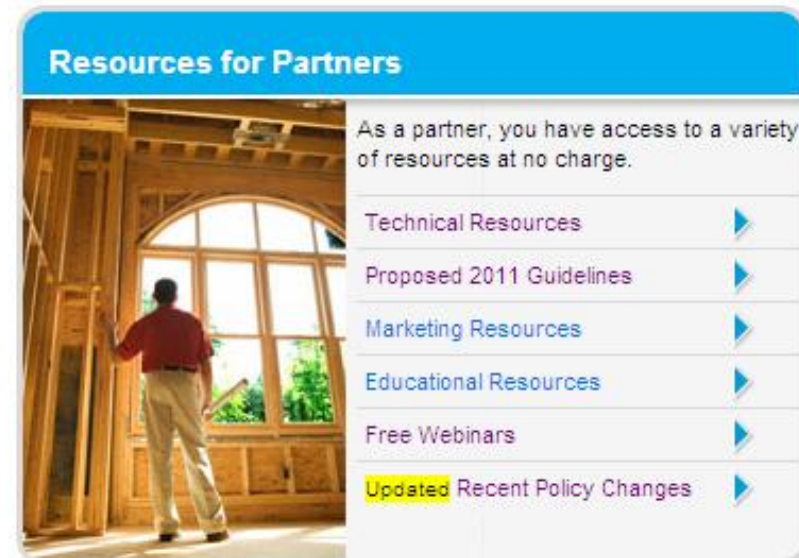 Resources for Partners
As a partner, you have access to a variety
of resources at no charge.
Technical Resources
Proposed 2011 Guidelines
Marketing Resources
Educational Resources
Free Webinars
Updated Recent Policy Changes